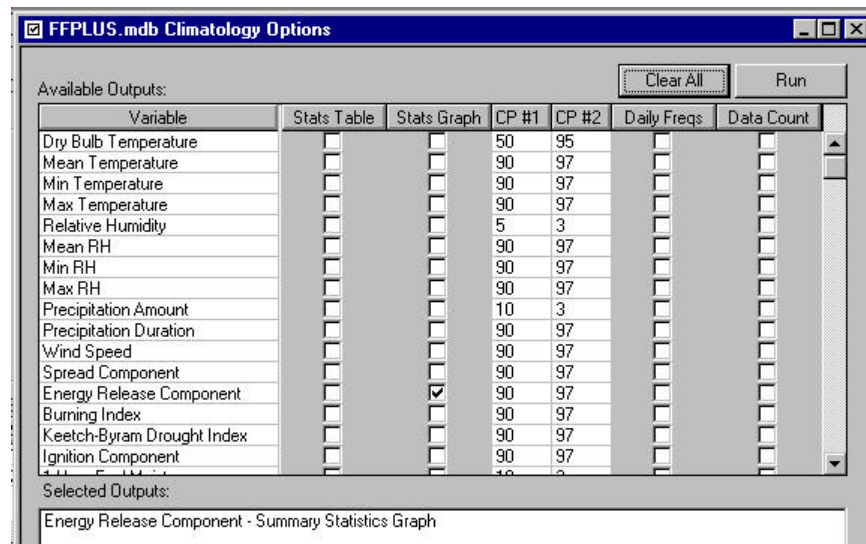 FFPLUS.mdb Climatology Options
Clear All Run
Available Outputs:
Variable Stats Table Stats Graph CP #1 CP #2 Daily Freqs Data Count
Dry Bulb Temperature 50 95
Mean Temperature 90 97
Min Temperature 90 97
Max Temperature 90 97
Relative Humidity 5 3
Mean RH 90 97
Min RH 90 97
Max RH 90 97
Precipitation Amount 10 3
Precipitation Duration 90 97
Wind Speed 90 97
Spread Component 90 97
Energy Release Component 90 97
Burning Index 90 97
Keetch-Byram Drought Index 90 97
Ignition Component 90 97
Selected Outputs:
Energy Release Component - Summary Statistics Graph